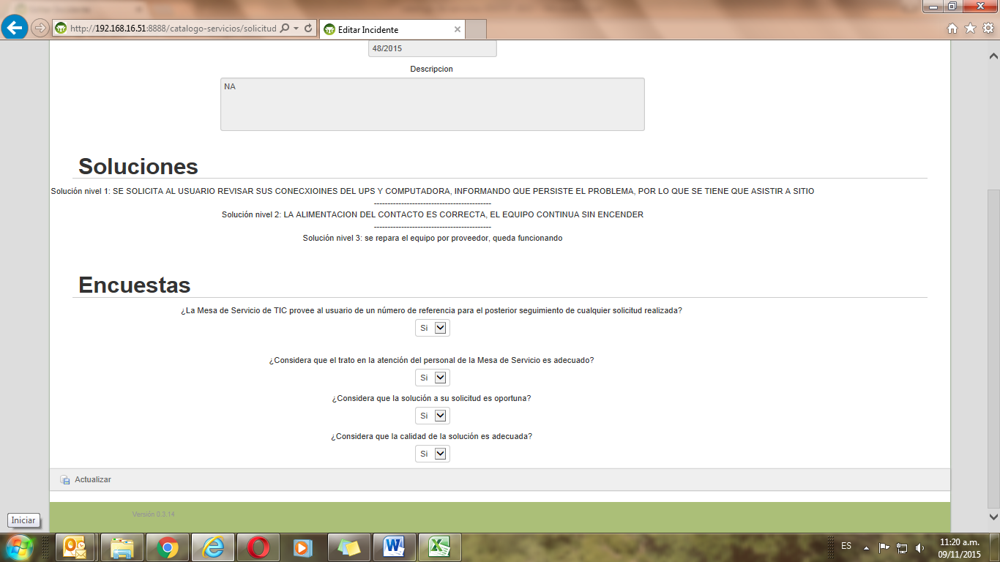 http://192.168.16.51:8888/catalogo-servicios/solicitud
Editar Incidente
48/2015
Descripcion
NA
Soluciones
Solución nivel 1: SE SOLICITA AL USUARIO REVISAR SUS CONECXIOINES DEL UPS Y COMPUTADORA, INFORMANDO QUE PERSISTE EL PROBLEMA, POR LO QUE SE TIENE QUE ASISTIR A SITIO
-------------------------------------------
Solución nivel 2: LA ALIMENTACION DEL CONTACTO ES CORRECTA, EL EQUIPO CONTINUA SIN ENCENDER
-------------------------------------------
Solución nivel 3: se repara el equipo por proveedor, queda funcionando
Encuestas
¿La Mesa de Servicio de TIC provee al usuario de un número de referencia para el posterior seguimiento de cualquier solicitud realizada?
Si
¿Considera que el trato en la atención del personal de la Mesa de Servicio es adecuado?
Si
¿Considera que la solución a su solicitud es oportuna?
Si
¿Considera que la calidad de la solución es adecuada?
Si
Actualizar
Versión 0.3.14
Iniciar
ES
11:20 a.m.
09/11/2015